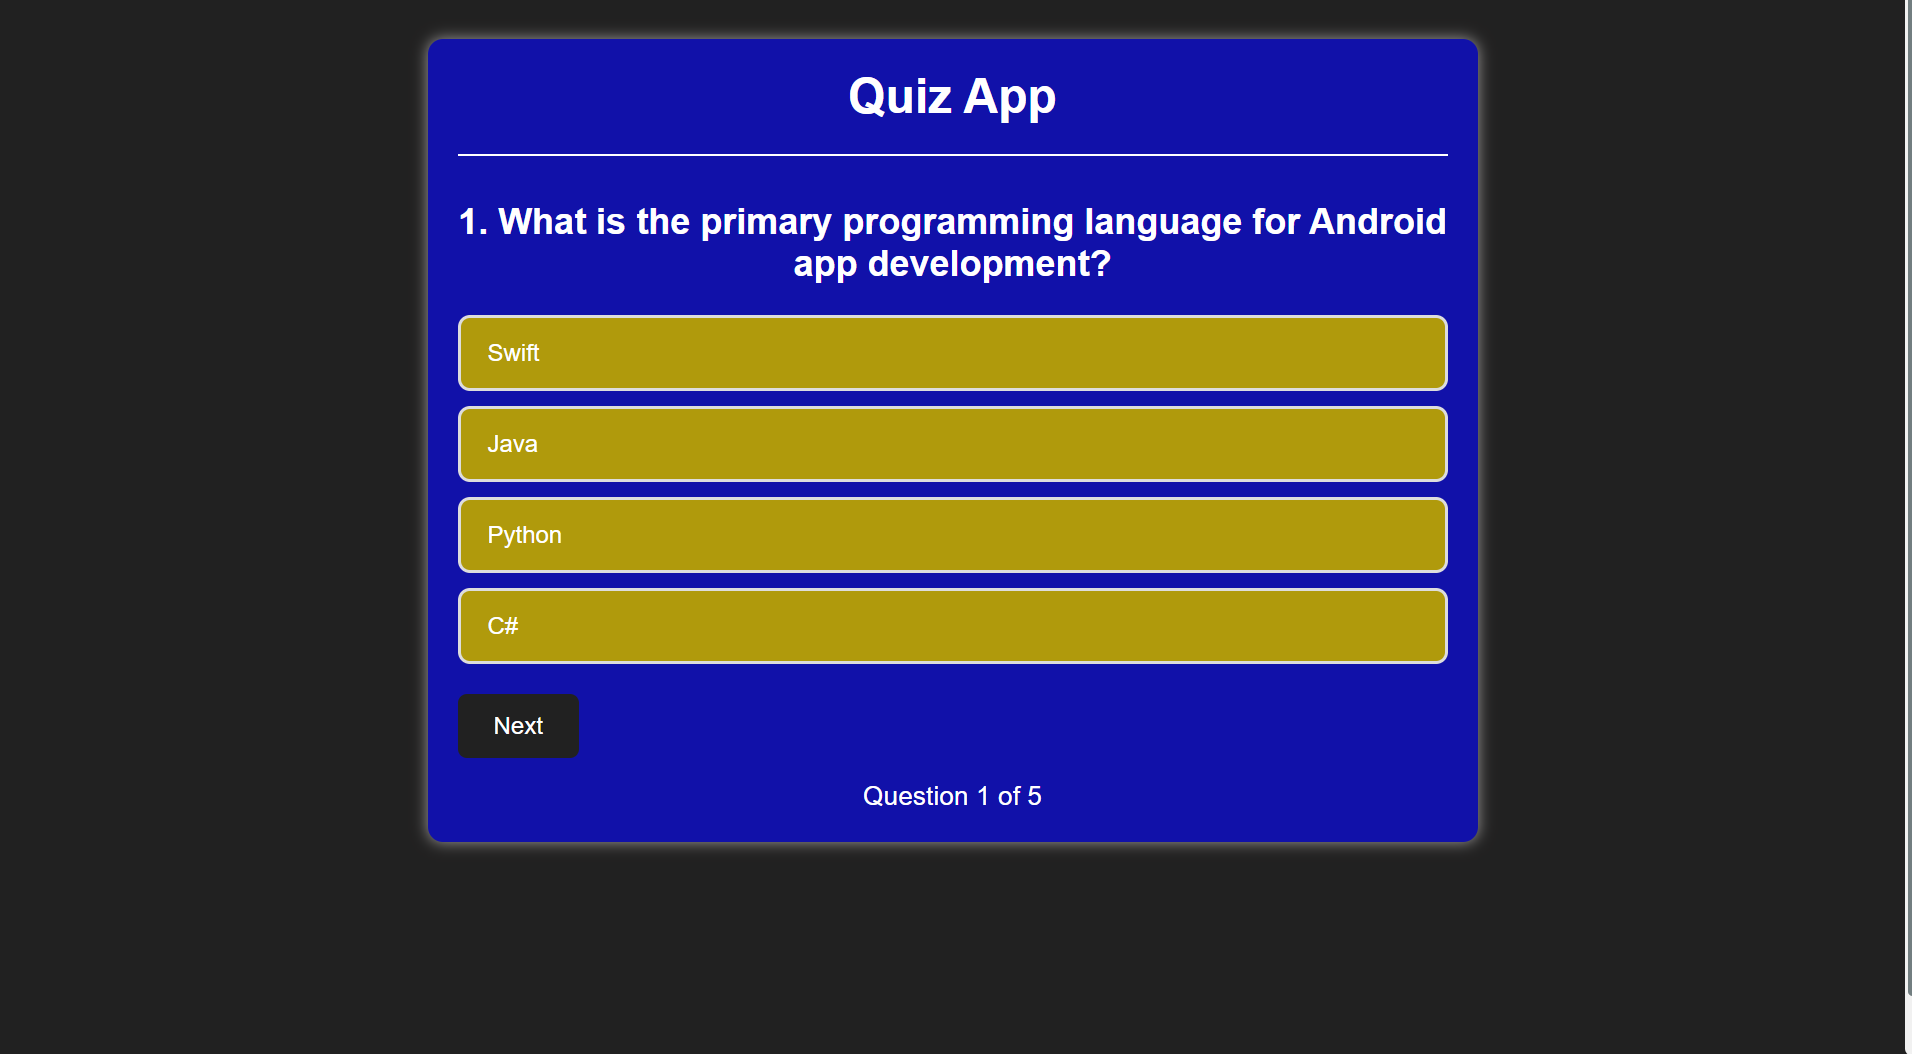 Quiz App
1. What is the primary programming language for Android
app development?
Swift
Java
Python
C#
Next
Question 1 of 5